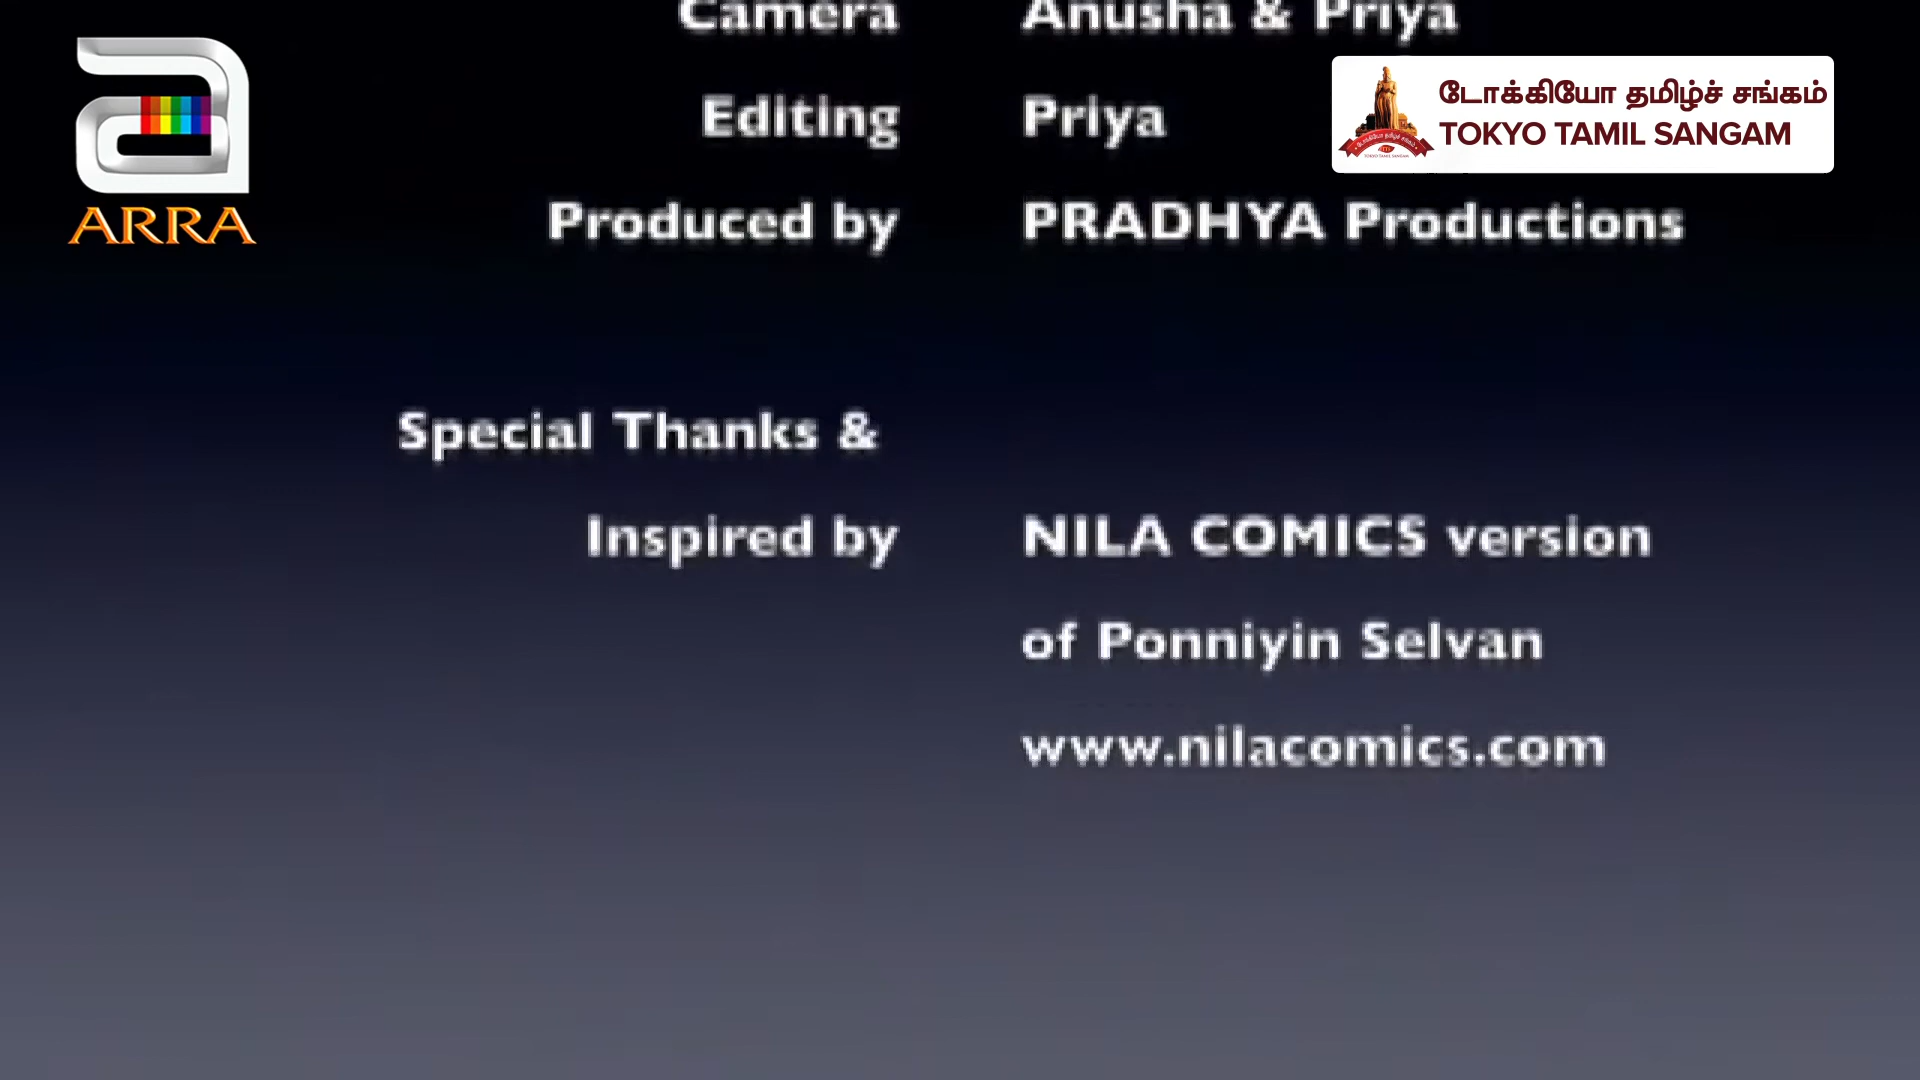 Camera Anusha & Priya
டோக்கியோ தமிழ்ச் சங்கம்
TOKYO TAMIL SANGAM
Editing Priya
Produced by PRADHYA Productions
ARRA
Special Thanks &
Inspired by NILA COMICS version
of Ponniyin Selvan
www.nilacomics.com